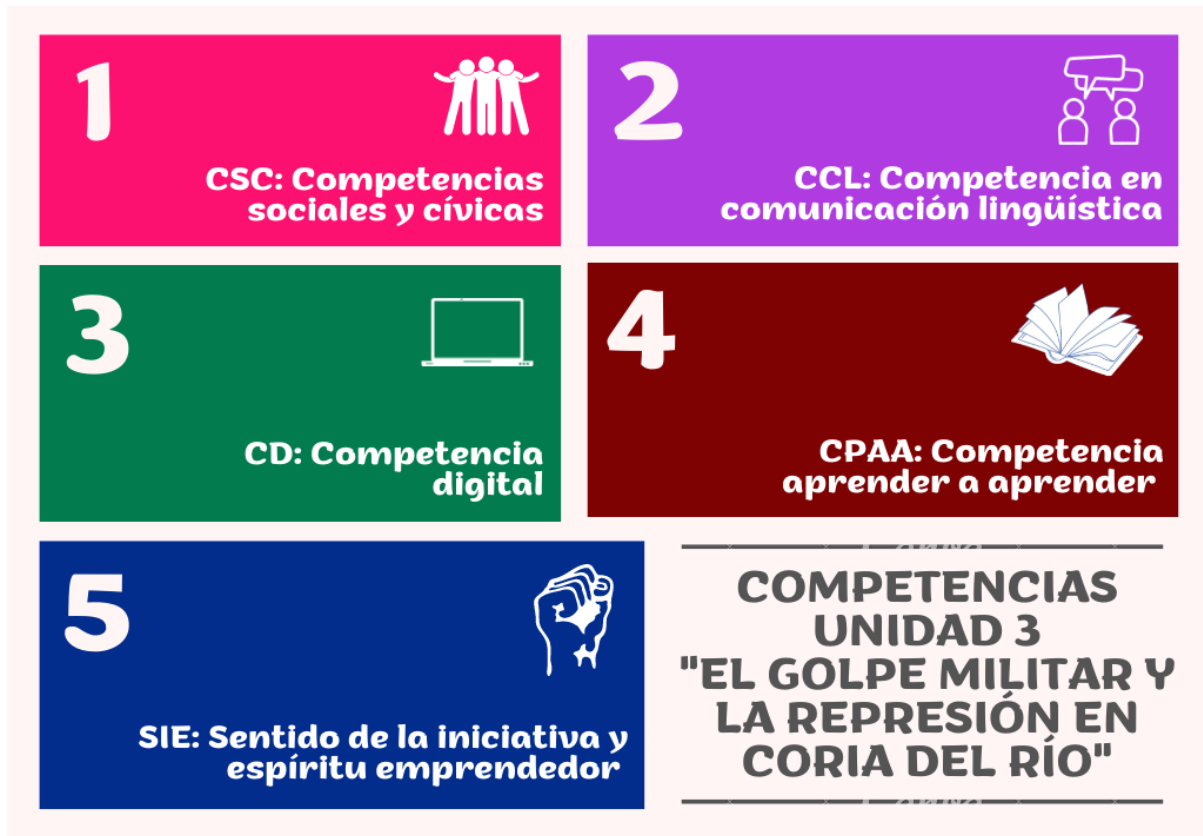 1
CSC: Competencias
sociales y cívicas
2
CCL: Competencia en
comunicación lingüística
3
CD: Competencia
digital
4
CPAA: Competencia
aprender a aprender
5
SIE: Sentido de la iniciativa y
espíritu emprendedor
COMPETENCIAS
UNIDAD 3
"EL GOLPE MILITAR Y
LA REPRESIÓN EN
CORIA DEL RÍO"